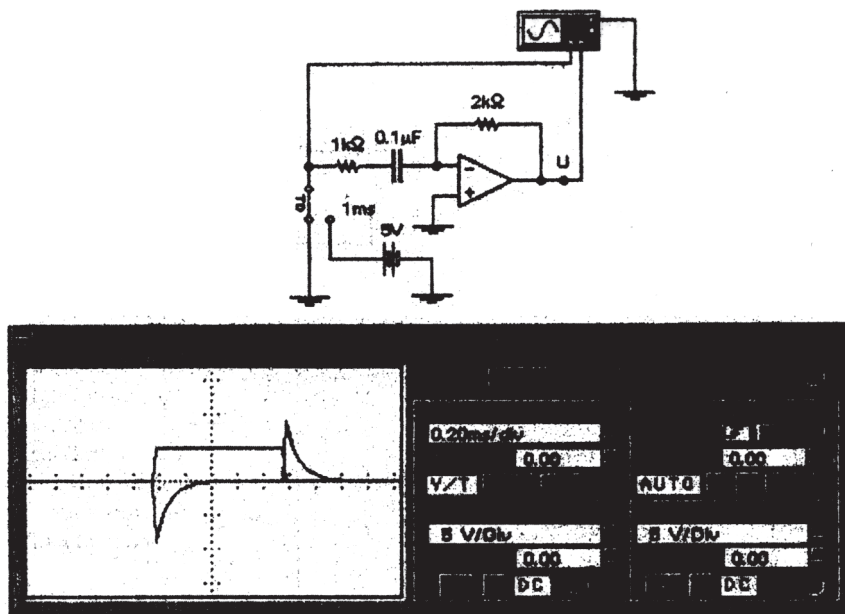 2kΩ
0.1µF
1kΩ
U
TD
1ms
5V
0.20ms/div
0.00
0.00
Y/T
AUTO
5 V/Div
5 V/Div
0.00
0.00
DC
DC